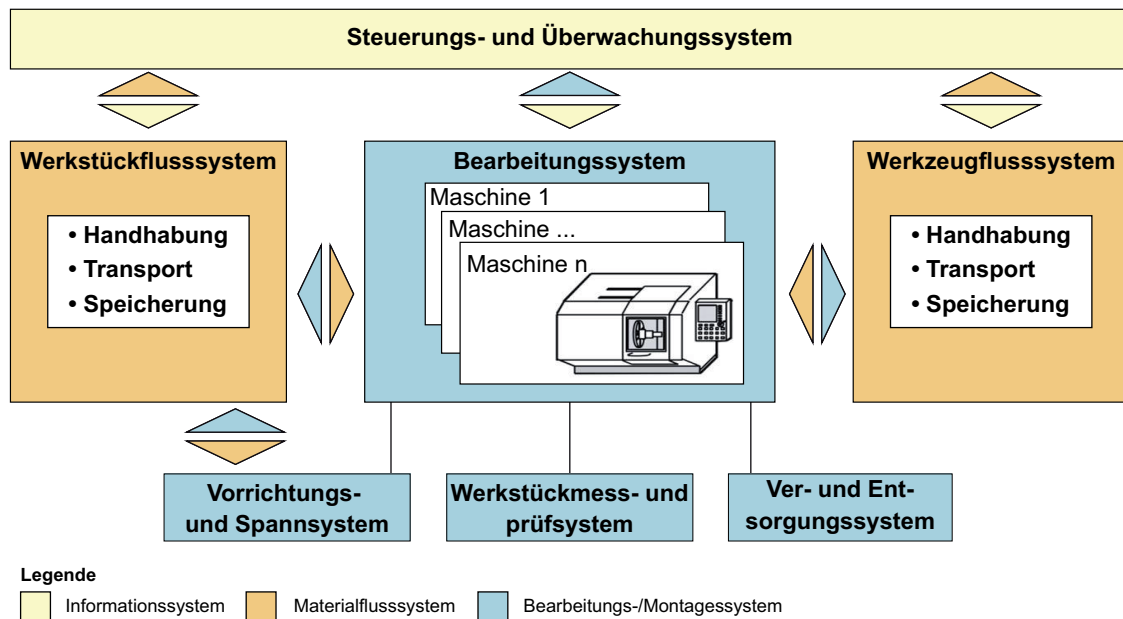 Steuerungs- und Überwachungssystem
Werkstückflusssystem
• Handhabung
• Transport
• Speicherung
Bearbeitungssystem
Maschine 1
Maschine ...
Maschine n
Werkzeugflusssystem
• Handhabung
• Transport
• Speicherung
Vorrichtungs-
und Spannsystem
Werkstückmess- und
prüfsystem
Ver- und Ent-
sorgungssystem
Legende
Informationssystem
Materialflusssystem
Bearbeitungs-/Montagessystem